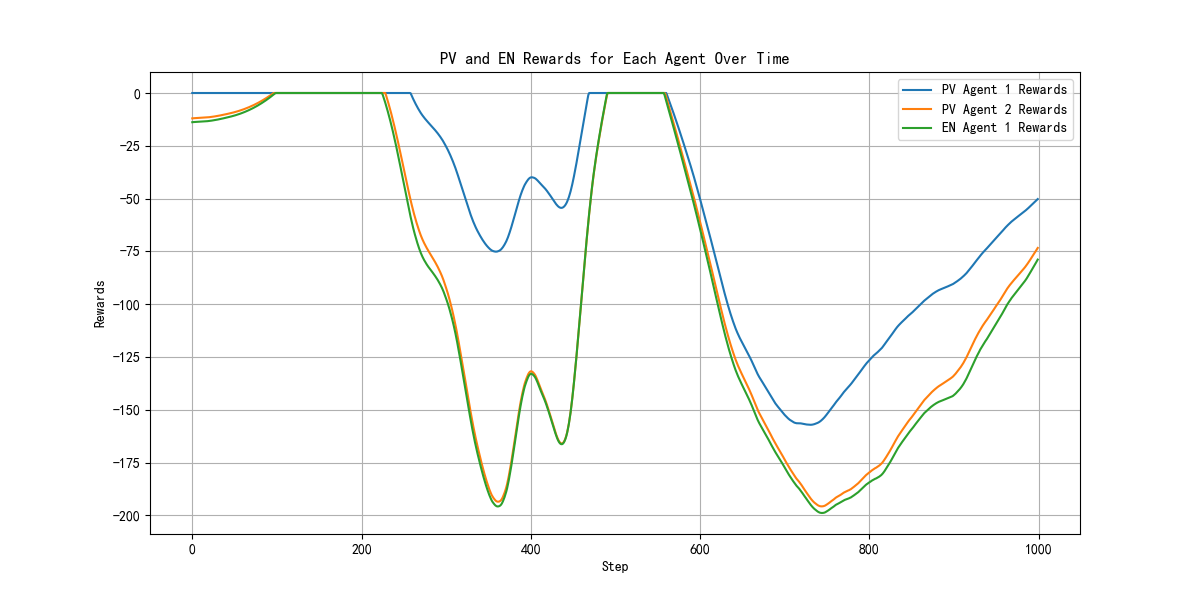 PV and EN Rewards for Each Agent Over Time
PV Agent 1 Rewards
PV Agent 2 Rewards
EN Agent 1 Rewards
Rewards
0
−25
−50
−75
−100
−125
−150
−175
−200
0 200 400 600 800 1000
Step